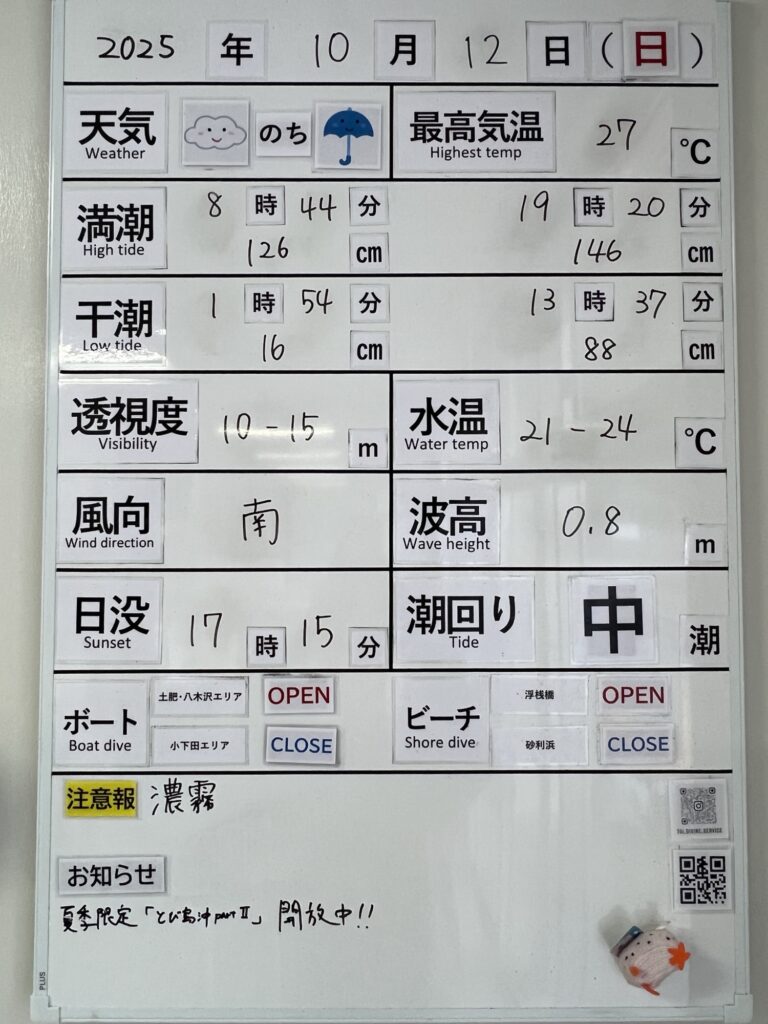 2025 年 10 月 12 日 (日)
天気 のち 最高気温 27 ℃
Weather Highest temp
満潮 8 時 44 分 19 時 20 分
High tide 126 cm 146 cm
干潮 1 時 54 分 13 時 37 分
Low tide 16 cm 88 cm
透視度 10-15 m 水温 21-24 ℃
Visibility Water temp
風向 南 波高 0.8 m
Wind direction Wave height
日没 17 時 15 分 潮回り 中 潮
Sunset Tide
ボート 土肥・八木沢エリア OPEN ビーチ 浮桟橋 OPEN
Boat dive 小下田エリア CLOSE Shore dive 砂利浜 CLOSE
注意報 濃霧
TOI_DIVING_SERVICE
お知らせ
夏季限定「とび島沖partⅡ」開放中!!
PLUS